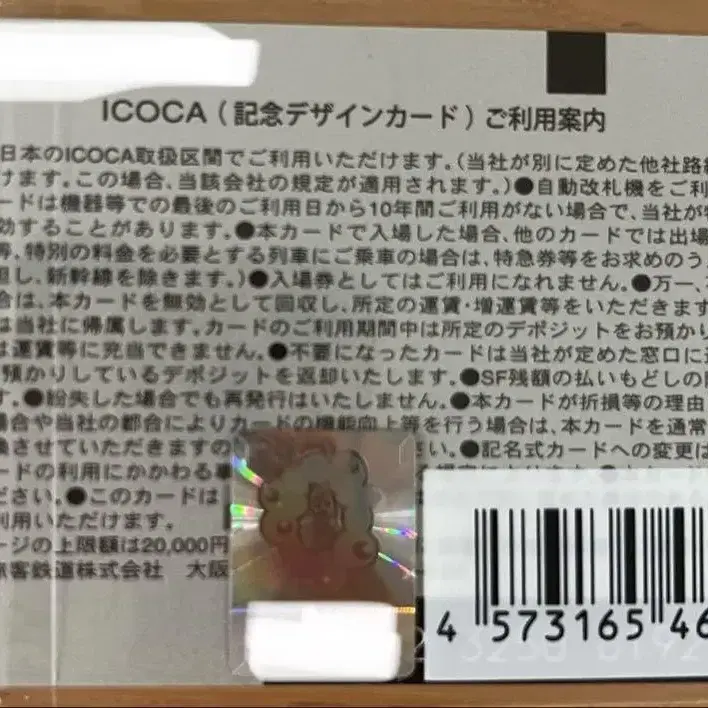 ICOCA（記念デザインカード）ご利用案内
日本のICOCA取扱区間でご利用いただけます。（当社が別に定めた他社路線
けます。この場合、当該会社の規定が適用されます。）●自動改札機をご利
ードは機器等での最後のご利用日から10年間ご利用がない場合で、当社が特
効することがあります。●本カードで入場した場合、他のカードでは出場
等、特別の料金を必要とする列車にご乗車の場合は、特急券等をお求めのうえ
但し、新幹線を除きます。）●入場券としてはご利用になれません。●万一、
合は、本カードを無効として回収し、所定の運賃・増運賃等をいただきます
は当社に帰属します。カードのご利用期間中は所定のデポジットをお預かり
は運賃等に充当できません。●不要になったカードは当社が定めた窓口に
預かりしているデポジットを返却いたします。●SF残額の払いもどしの
す。●紛失した場合でも再発行はいたしません。●本カードが折損等の理由
場合や当社の都合によりカードの機能向上等を行う場合は、本カードを通常
換させていただきますの さい。●記名式カードへの変更は
ードの利用にかかわる
ださい。●このカードは
利用いただけます。
ージの上限額は20,000円
旅客鉄道株式会社 大阪
4 573165 46